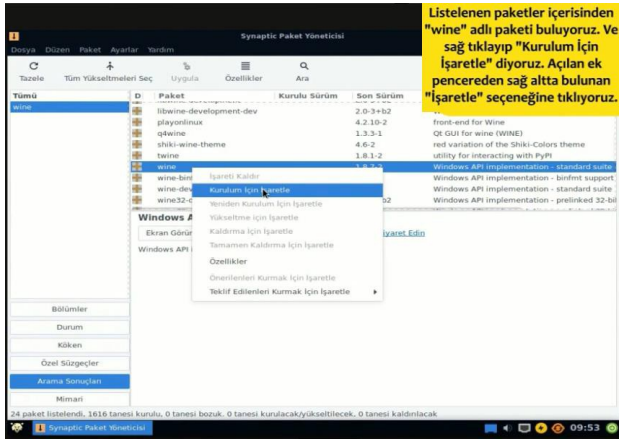 Listelenen paketler içerisinden
"wine" adlı paketi buluyoruz. Ve
sağ tıklayıp "Kurulum İçin
İşaretle" diyoruz. Açılan ek
pencereden sağ altta bulunan
"İşaretle" seçeneğine tıklıyoruz.
Synaptic Paket Yöneticisi
Dosya Düzen Paket Ayarlar Yardım
Tazele Tüm Yükseltmeleri Seç Uygula Özellikler Ara
Tümü
wine
D Paket Kurulu Sürüm Son Sürüm
libwine-development-dev 2.0-3+b2
playonlinux 4.2.10-2 front-end for Wine
q4wine 1.3.3-1 Qt GUI for wine (WINE)
shiki-wine-theme 4.6-2 red variation of the Shiki-Colors theme
twine 1.8.1-2 utility for interacting with PyPI
wine Windows API implementation - standard suite
wine-bin Windows API implementation - binfmt support
wine-dev Windows API implementation - standard suite
wine32- Windows API implementation - prelinked 32-bi
İşareti Kaldır
Kurulum İçin İşaretle
Yeniden Kurulum İçin İşaretle
Yükseltme için İşaretle
Kaldırma İçin İşaretle
Tamamen Kaldırma İçin İşaretle
Özellikler
Önerilenleri Kurmak İçin İşaretle
Teklif Edilenleri Kurmak İçin İşaretle
Windows A
Ekran Görün
iyaret Edin
Windows API i
Bölümler
Durum
Köken
Özel Süzgeçler
Arama Sonuçları
Mimari
24 paket listelendi, 1616 tanesi kurulu, 0 tanesi bozuk. 0 tanesi kurulacak/yükseltilecek, 0 tanesi kaldırılacak
Synaptic Paket Yöneticisi 09:53